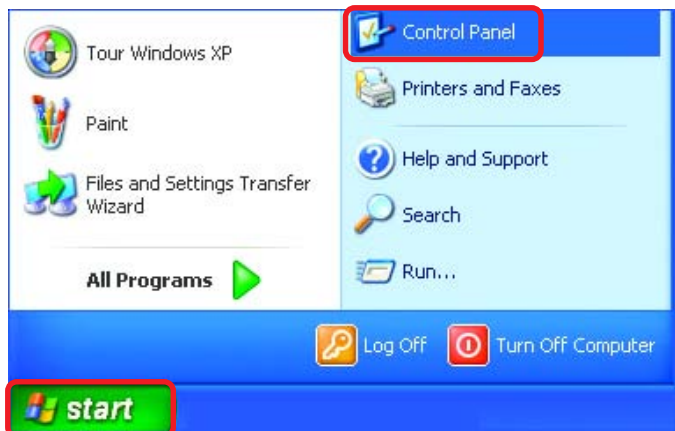 Tour Windows XP
Paint
Files and Settings Transfer
Wizard
All Programs
Control Panel
Printers and Faxes
Help and Support
Search
Run...
Log Off
Turn Off Computer
start